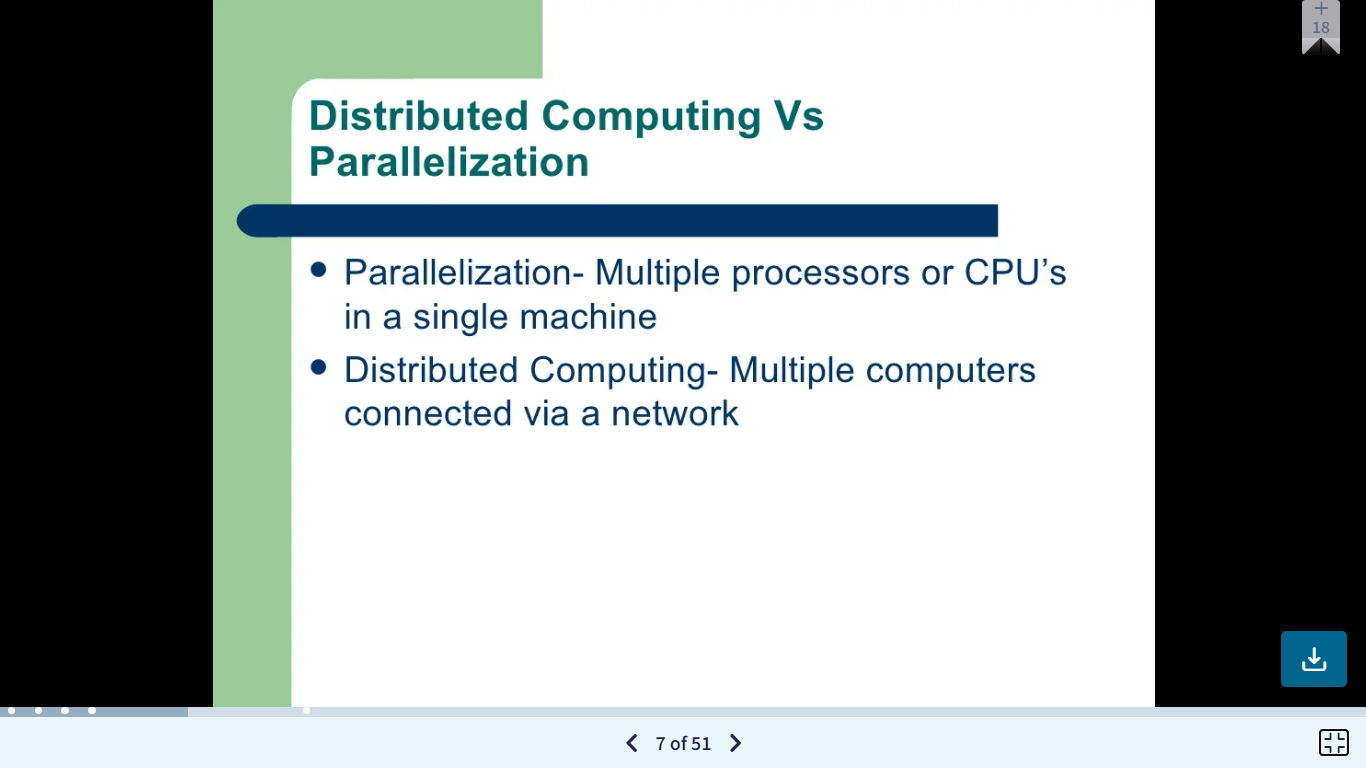 +
18
Distributed Computing Vs
Parallelization
• Parallelization- Multiple processors or CPU’s
in a single machine
• Distributed Computing- Multiple computers
connected via a network
7 of 51